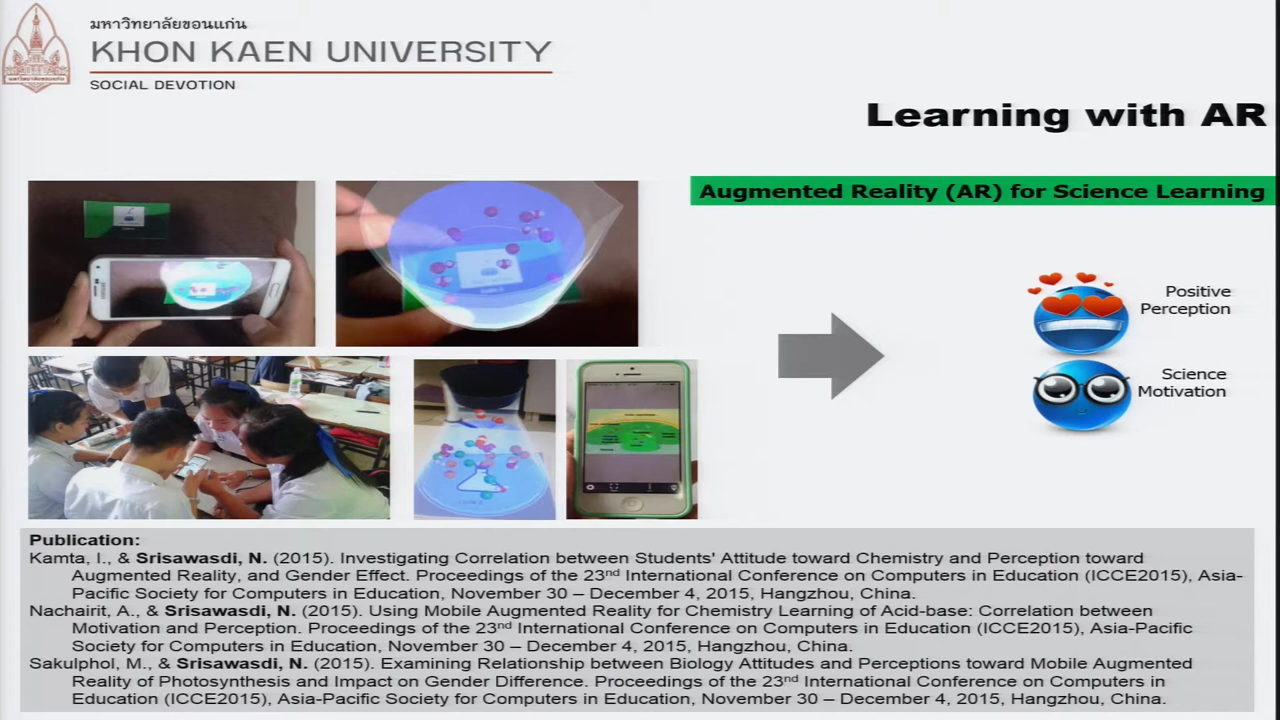 มหาวิทยาลัยขอนแก่น
KHON KAEN UNIVERSITY
SOCIAL DEVOTION
Learning with AR
Augmented Reality (AR) for Science Learning
Positive
Perception
Science
Motivation
Publication:
Kamta, I., & Srisawasdi, N. (2015). Investigating Correlation between Students' Attitude toward Chemistry and Perception toward
Augmented Reality, and Gender Effect. Proceedings of the 23rd International Conference on Computers in Education (ICCE2015), Asia-
Pacific Society for Computers in Education, November 30 – December 4, 2015, Hangzhou, China.
Nachairit, A., & Srisawasdi, N. (2015). Using Mobile Augmented Reality for Chemistry Learning of Acid-base: Correlation between
Motivation and Perception. Proceedings of the 23nd International Conference on Computers in Education (ICCE2015), Asia-Pacific
Society for Computers in Education, November 30 – December 4, 2015, Hangzhou, China.
Sakulphol, M., & Srisawasdi, N. (2015). Examining Relationship between Biology Attitudes and Perceptions toward Mobile Augmented
Reality of Photosynthesis and Impact on Gender Difference. Proceedings of the 23nd International Conference on Computers in
Education (ICCE2015), Asia-Pacific Society for Computers in Education, November 30 – December 4, 2015, Hangzhou, China.